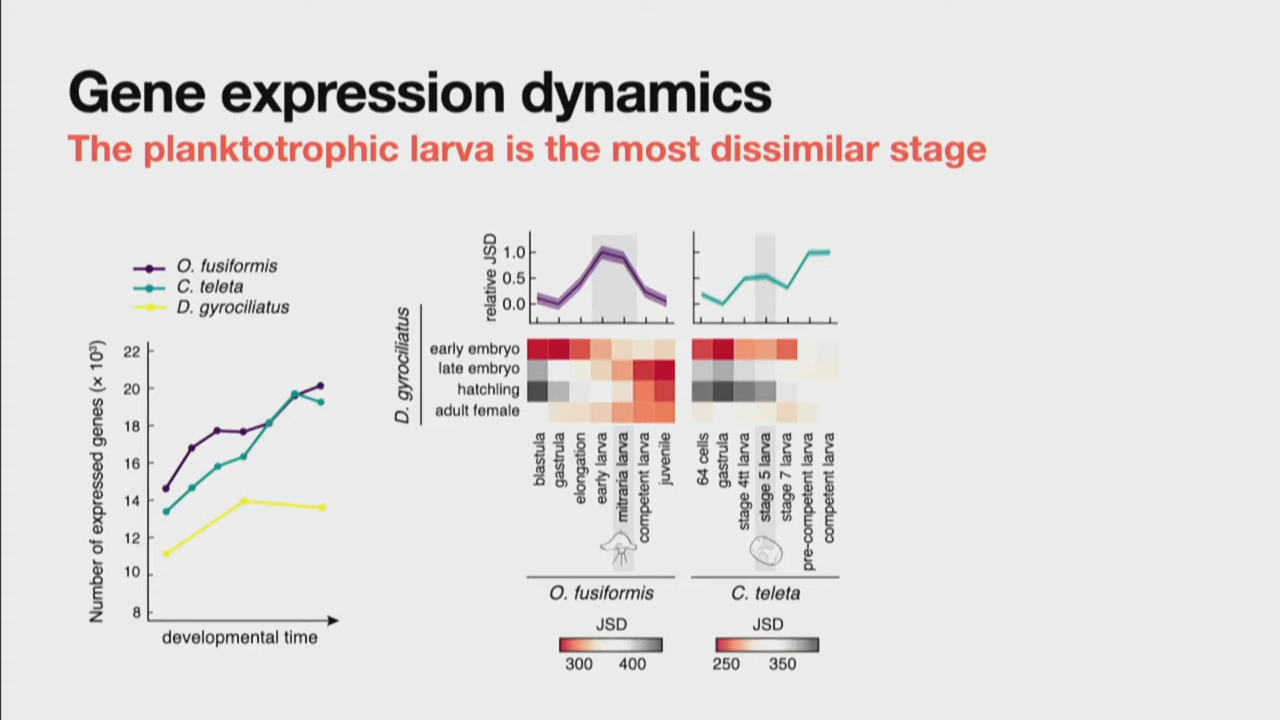 Gene expression dynamics
The planktotrophic larva is the most dissimilar stage
O. fusiformis
C. teleta
D. gyrociliatus
Number of expressed genes (× 10³)
22
20
18
16
14
12
10
8
developmental time
relative JSD
1.0
0.5
0.0
D. gyrociliatus
early embryo
late embryo
hatchling
adult female
blastula
gastrula
elongation
early larva
mitraria larva
competent larva
juvenile
64 cells
gastrula
stage 4tt larva
stage 5 larva
stage 7 larva
pre-competent larva
competent larva
O. fusiformis
C. teleta
JSD
300 400
JSD
250 350